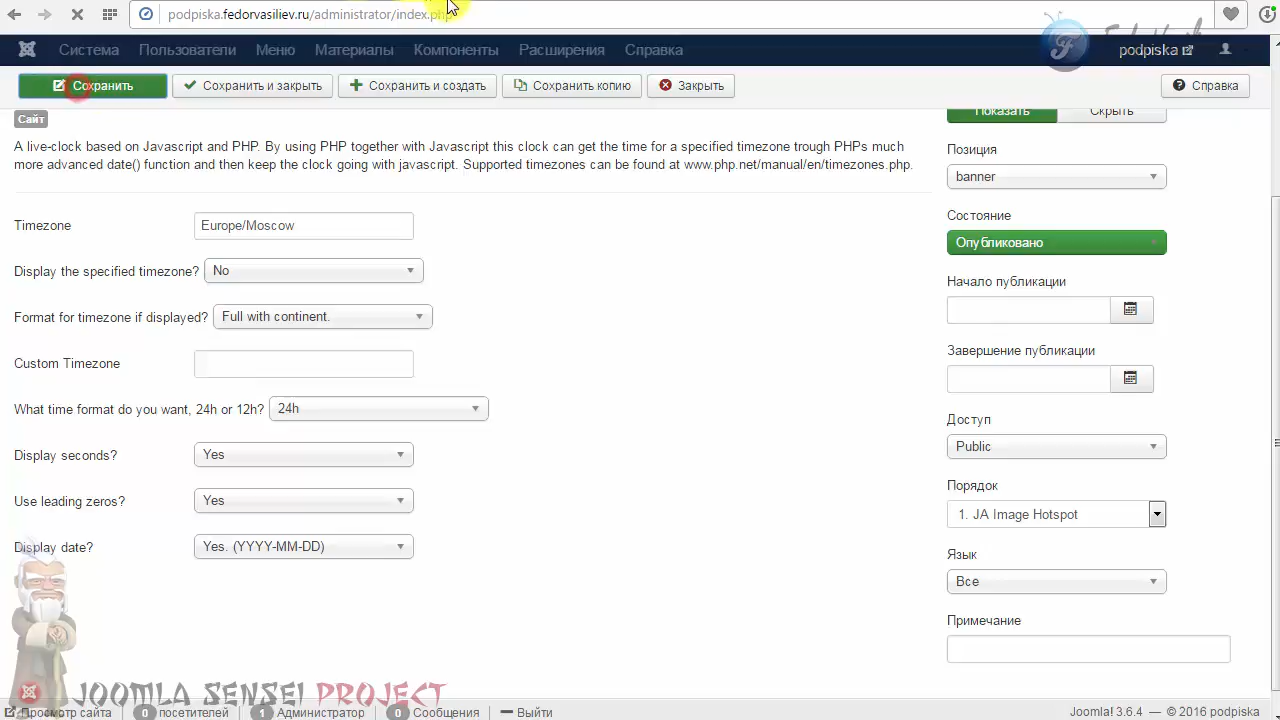 podpiska.fedorvasiliev.ru/administrator/index.php
Система Пользователи Меню Материалы Компоненты Расширения Справка podpiska
Сохранить Сохранить и закрыть Сохранить и создать Сохранить копию Закрыть Справка
Сайт
A live-clock based on Javascript and PHP. By using PHP together with Javascript this clock can get the time for a specified timezone trough PHPs much
more advanced date() function and then keep the clock going with javascript. Supported timezones can be found at www.php.net/manual/en/timezones.php.
Timezone Europe/Moscow
Display the specified timezone? No
Format for timezone if displayed? Full with continent.
Custom Timezone
What time format do you want, 24h or 12h? 24h
Display seconds? Yes
Use leading zeros? Yes
Display date? Yes. (YYYY-MM-DD)
Показать Скрыть
Позиция
banner
Состояние
Опубликовано
Начало публикации
Завершение публикации
Доступ
Public
Порядок
1. JA Image Hotspot
Язык
Все
Примечание
JOOMLA SENSEI PROJECT
Просмотр сайта 0 посетителей 1 Администратор 0 Сообщения Выйти
Joomla! 3.6.4 — © 2016 podpiska